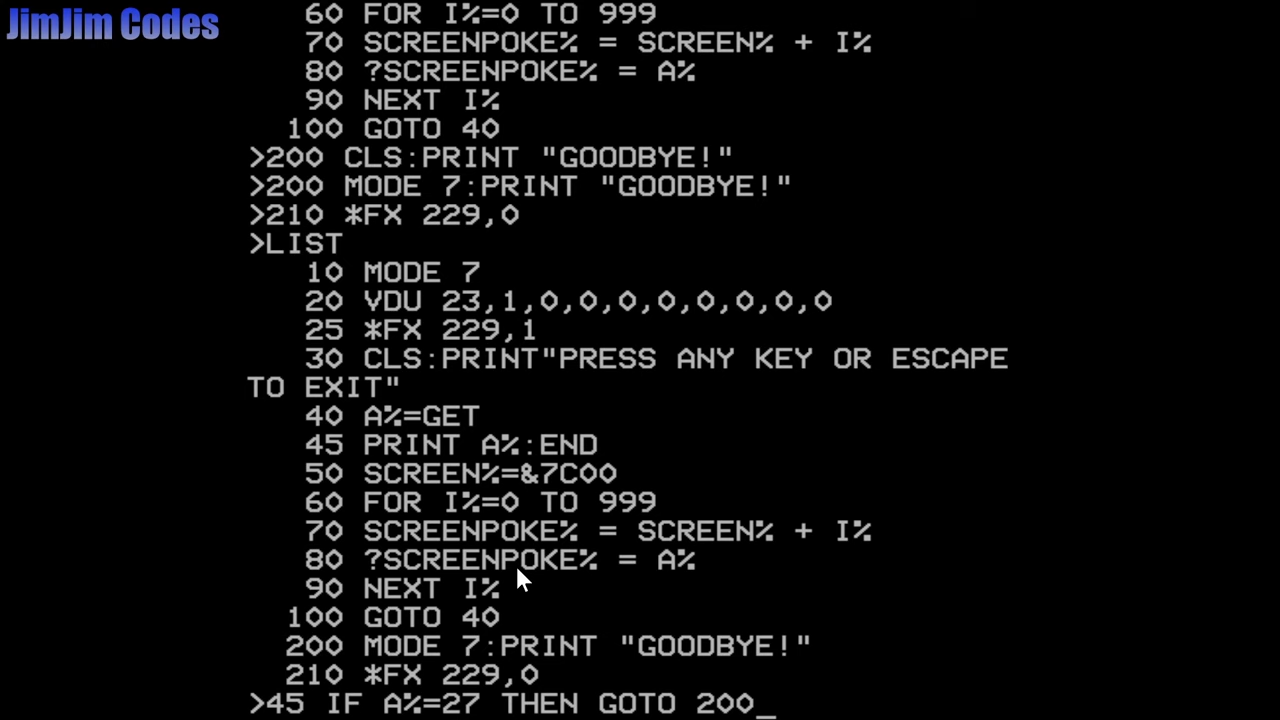 JimJim Codes
60 FOR I%=0 TO 999
70 SCREENPOKE% = SCREEN% + I%
80 ?SCREENPOKE% = A%
90 NEXT I%
100 GOTO 40
>200 CLS:PRINT "GOODBYE!"
>200 MODE 7:PRINT "GOODBYE!"
>210 *FX 229,0
>LIST
10 MODE 7
20 VDU 23,1,0,0,0,0,0,0,0,0
25 *FX 229,1
30 CLS:PRINT"PRESS ANY KEY OR ESCAPE
TO EXIT"
40 A%=GET
45 PRINT A%:END
50 SCREEN%=&7C00
60 FOR I%=0 TO 999
70 SCREENPOKE% = SCREEN% + I%
80 ?SCREENPOKE% = A%
90 NEXT I%
100 GOTO 40
200 MODE 7:PRINT "GOODBYE!"
210 *FX 229,0
>45 IF A%=27 THEN GOTO 200_